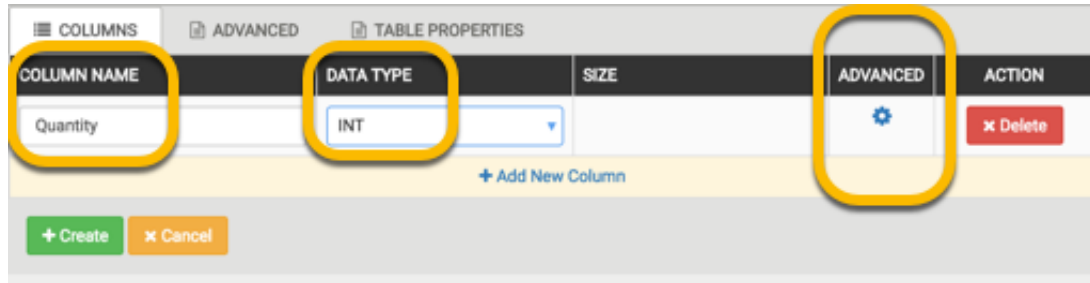 COLUMNS ADVANCED TABLE PROPERTIES
COLUMN NAME DATA TYPE SIZE ADVANCED ACTION
Quantity INT Delete
+ Add New Column
+ Create × Cancel